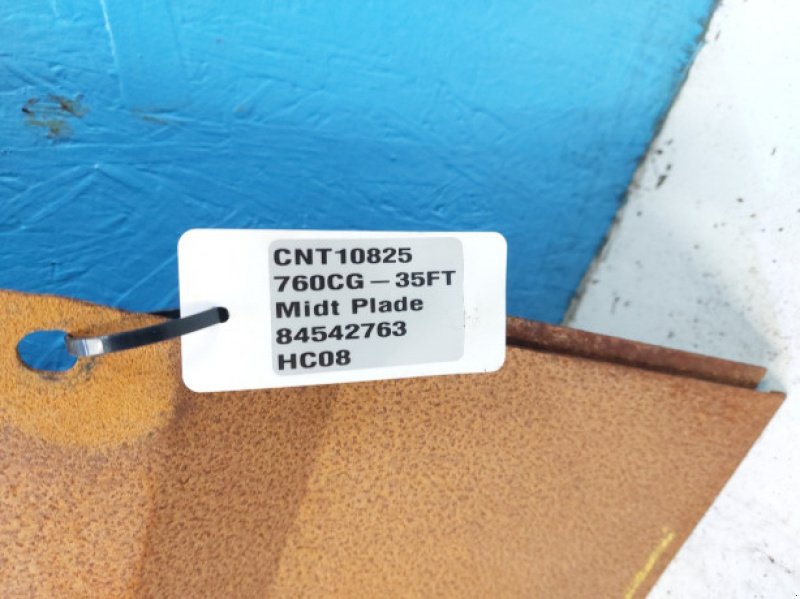 CNT10825
760CG-35FT
Midt Plade
84542763
HC08